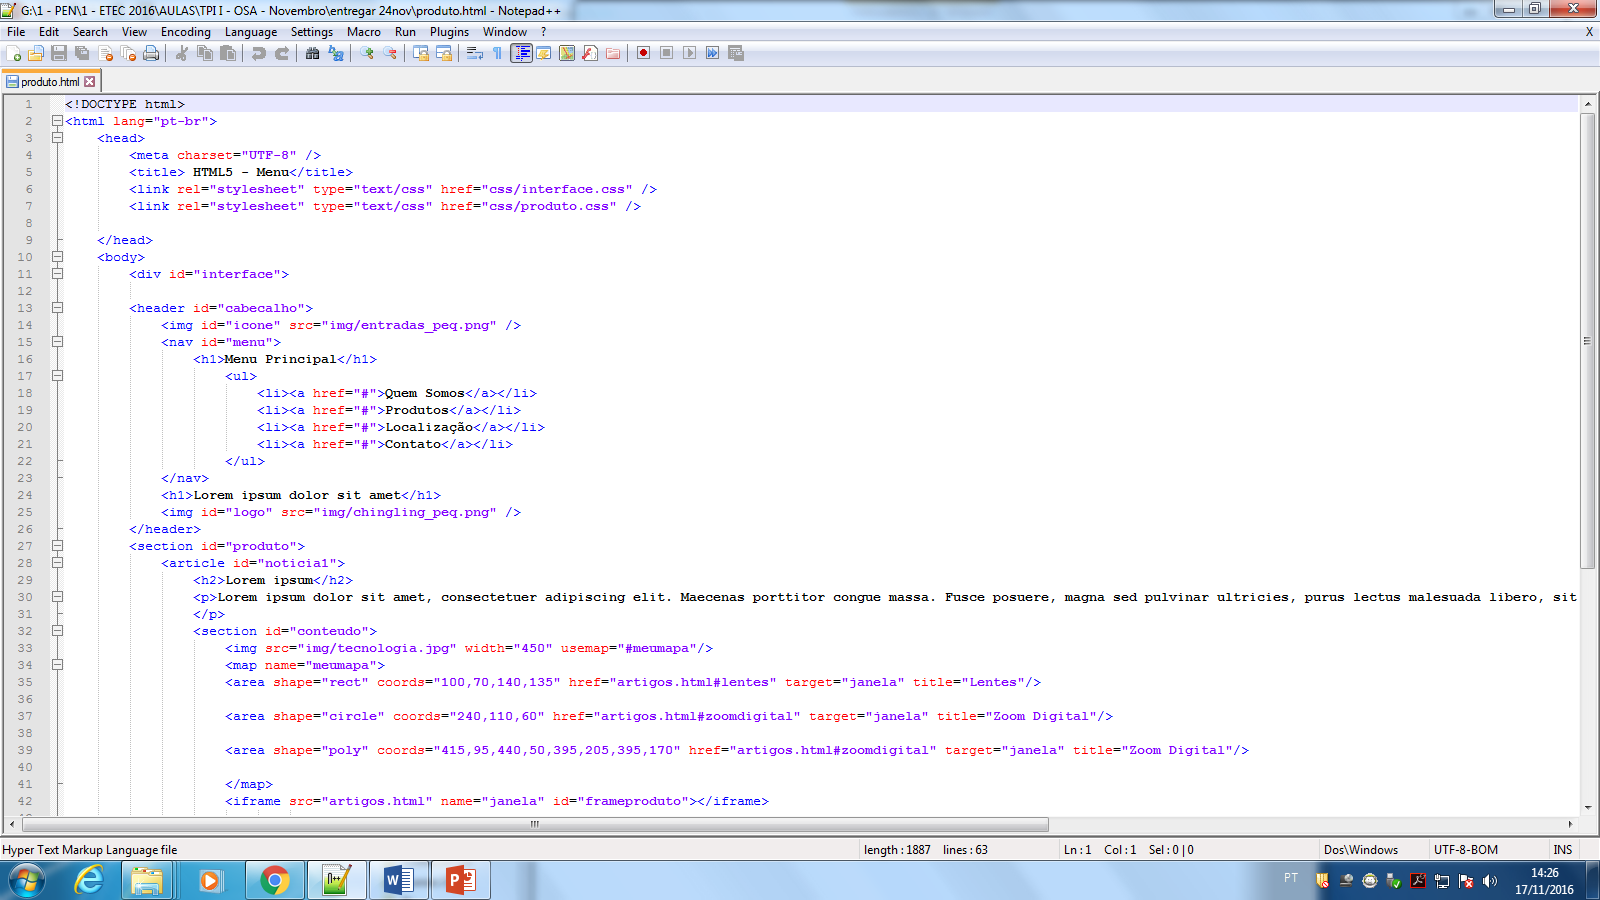 G:\1 - PEN\1 - ETEC 2016\AULAS\TPI I - OSA - Novembro\entregar 24nov\produto.html - Notepad++
File Edit Search View Encoding Language Settings Macro Run Plugins Window ? X
produto.html
1 <!DOCTYPE html>
2 <html lang="pt-br">
3 <head>
4 <meta charset="UTF-8" />
5 <title> HTML5 - Menu</title>
6 <link rel="stylesheet" type="text/css" href="css/interface.css" />
7 <link rel="stylesheet" type="text/css" href="css/produto.css" />
8
9 </head>
10 <body>
11 <div id="interface">
12
13 <header id="cabecalho">
14 <img id="icone" src="img/entradas_peq.png" />
15 <nav id="menu">
16 <h1>Menu Principal</h1>
17 <ul>
18 <li><a href="#">Quem Somos</a></li>
19 <li><a href="#">Produtos</a></li>
20 <li><a href="#">Localização</a></li>
21 <li><a href="#">Contato</a></li>
22 </ul>
23 </nav>
24 <h1>Lorem ipsum dolor sit amet</h1>
25 <img id="logo" src="img/chingling_peq.png" />
26 </header>
27 <section id="produto">
28 <article id="noticia1">
29 <h2>Lorem ipsum</h2>
30 <p>Lorem ipsum dolor sit amet, consectetuer adipiscing elit. Maecenas porttitor congue massa. Fusce posuere, magna sed pulvinar ultricies, purus lectus malesuada libero, sit
31 </p>
32 <section id="conteudo">
33 <img src="img/tecnologia.jpg" width="450" usemap="#meumapa"/>
34 <map name="meumapa">
35 <area shape="rect" coords="100,70,140,135" href="artigos.html#lentes" target="janela" title="Lentes"/>
36
37 <area shape="circle" coords="240,110,60" href="artigos.html#zoomdigital" target="janela" title="Zoom Digital"/>
38
39 <area shape="poly" coords="415,95,440,50,395,205,395,170" href="artigos.html#zoomdigital" target="janela" title="Zoom Digital"/>
40
41 </map>
42 <iframe src="artigos.html" name="janela" id="frameproduto"></iframe>
Hyper Text Markup Language file length : 1887 lines : 63 Ln : 1 Col : 1 Sel : 0 | 0 Dos\Windows UTF-8-BOM INS
PT 14:26
17/11/2016